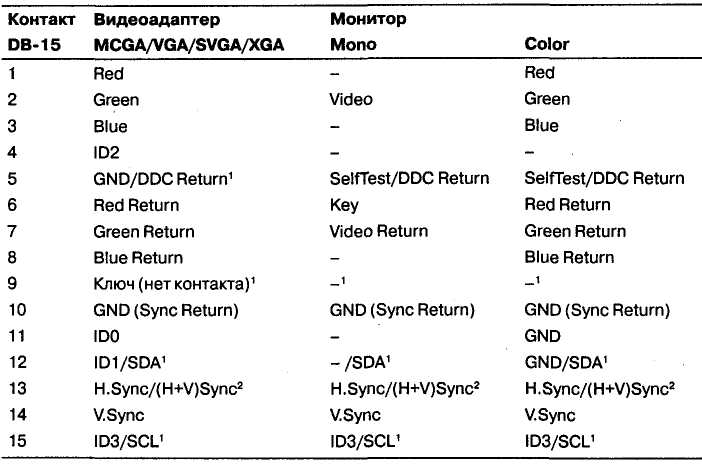 Контакт Видеоадаптер Монитор
DB-15 MCGA/VGA/SVGA/XGA Mono Color
1 Red – Red
2 Green Video Green
3 Blue – Blue
4 ID2 – –
5 GND/DDC Return¹ SelfTest/DDC Return SelfTest/DDC Return
6 Red Return Key Red Return
7 Green Return Video Return Green Return
8 Blue Return – Blue Return
9 Ключ (нет контакта)¹ –¹ –¹
10 GND (Sync Return) GND (Sync Return) GND (Sync Return)
11 ID0 – GND
12 ID1/SDA¹ – /SDA¹ GND/SDA¹
13 H.Sync/(H+V)Sync² H.Sync/(H+V)Sync² H.Sync/(H+V)Sync²
14 V.Sync V.Sync V.Sync
15 ID3/SCL¹ ID3/SCL¹ ID3/SCL¹